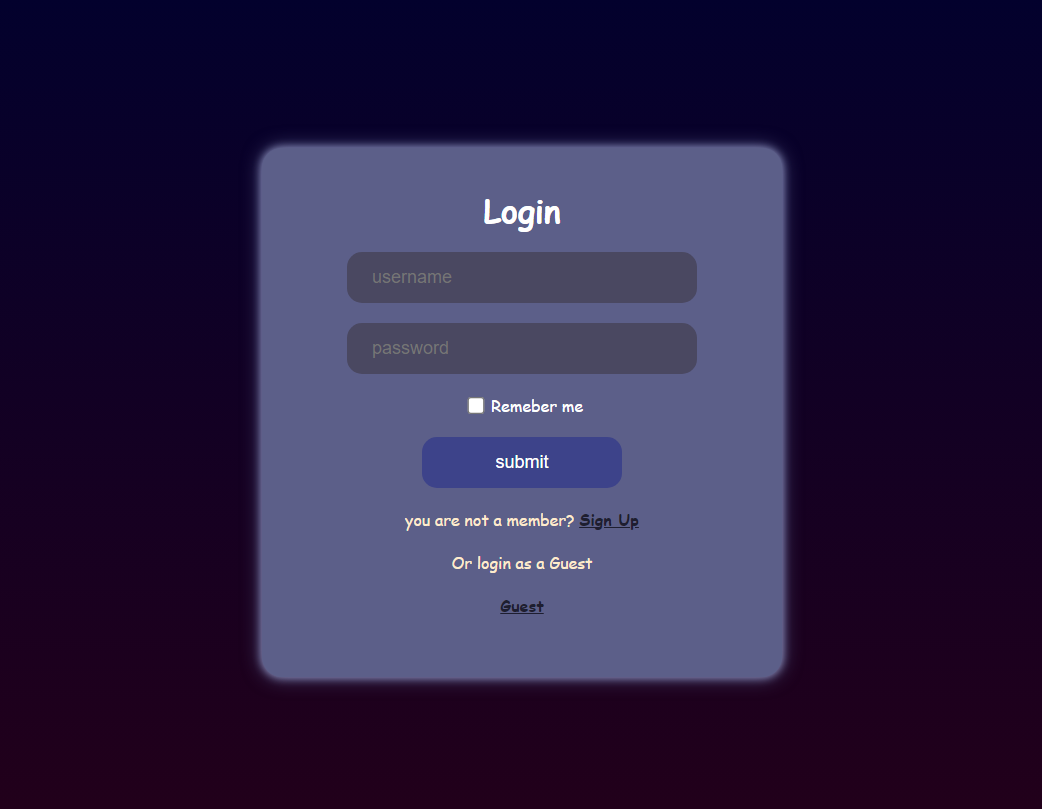 Login
username
password
Remeber me
submit
you are not a member? Sign Up
Or login as a Guest
Guest